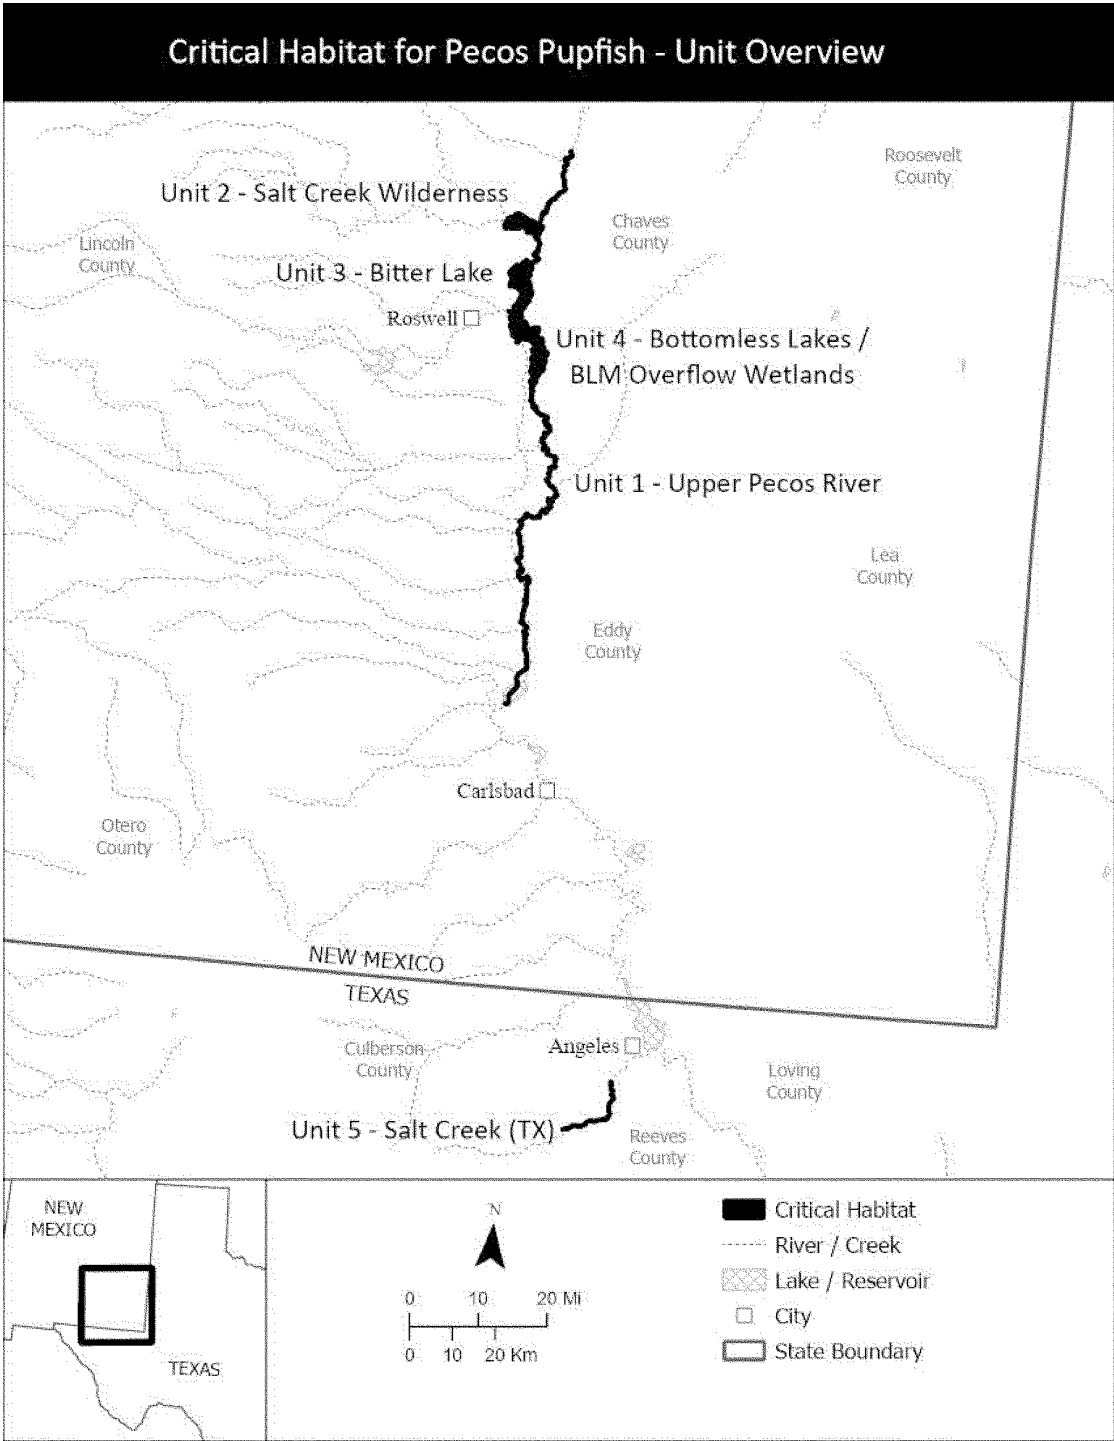 Critical Habitat for Pecos Pupfish - Unit Overview
Roosevelt
County
Unit 2 - Salt Creek Wilderness
Chaves
County
Lincoln
County
Unit 3 - Bitter Lake
Roswell
Unit 4 - Bottomless Lakes /
BLM Overflow Wetlands
Unit 1 - Upper Pecos River
Lea
County
Eddy
County
Carlsbad
Otero
County
NEW MEXICO
TEXAS
Culberson
County
Angeles
Loving
County
Unit 5 - Salt Creek (TX)
Reeves
County
NEW
MEXICO
TEXAS
N
0 10 20 Mi
0 10 20 Km
Critical Habitat
River / Creek
Lake / Reservoir
City
State Boundary